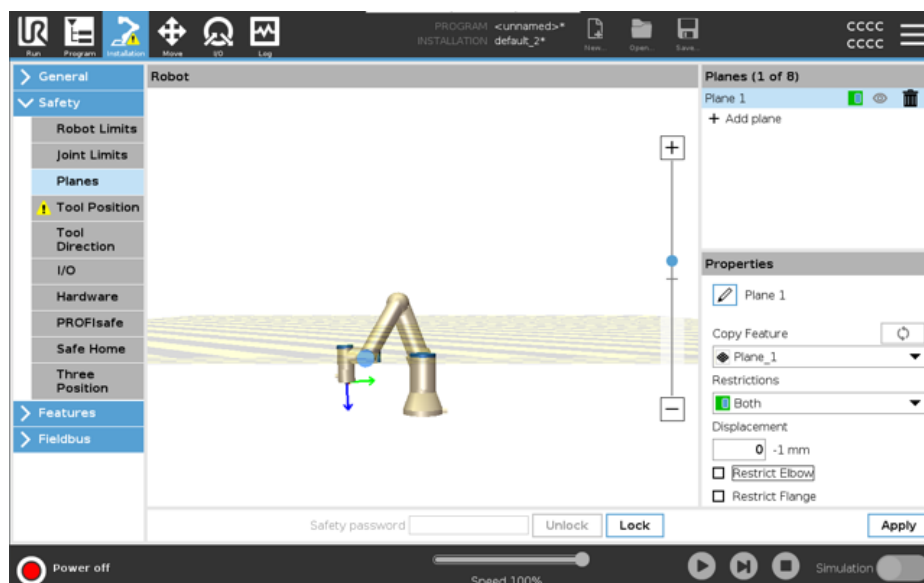 UR
PROGRAM <unnamed>*
INSTALLATION default_2*
CCCC
CCCC
Run Program Installation Move I/O Log New... Open... Save...
General
Safety
Robot Limits
Joint Limits
Planes
Tool Position
Tool
Direction
I/O
Hardware
PROFIsafe
Safe Home
Three
Position
Features
Fieldbus
Robot
+
−
Planes (1 of 8)
Plane 1
+ Add plane
Properties
Plane 1
Copy Feature
Plane_1
Restrictions
Both
Displacement
0 -1 mm
Restrict Elbow
Restrict Flange
Safety password Unlock Lock Apply
Power off
Speed 100%
Simulation